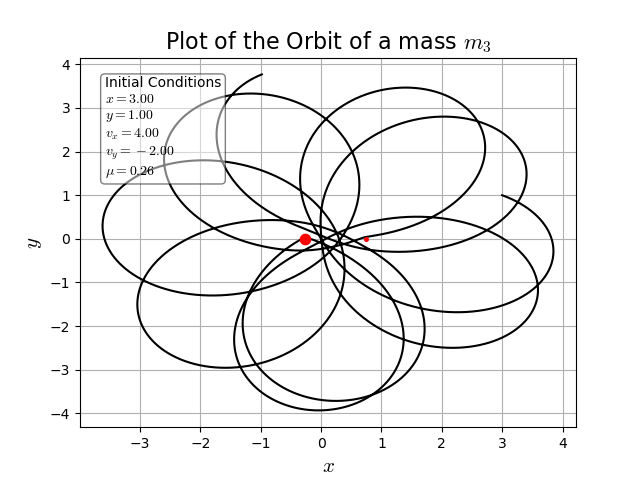 Plot of the Orbit of a mass m₃
Initial Conditions
x = 3.00
y = 1.00
vₓ = 4.00
v_y = −2.00
μ = 0.26
y
4
3
2
1
0
−1
−2
−3
−4
−3 −2 −1 0 1 2 3 4
x